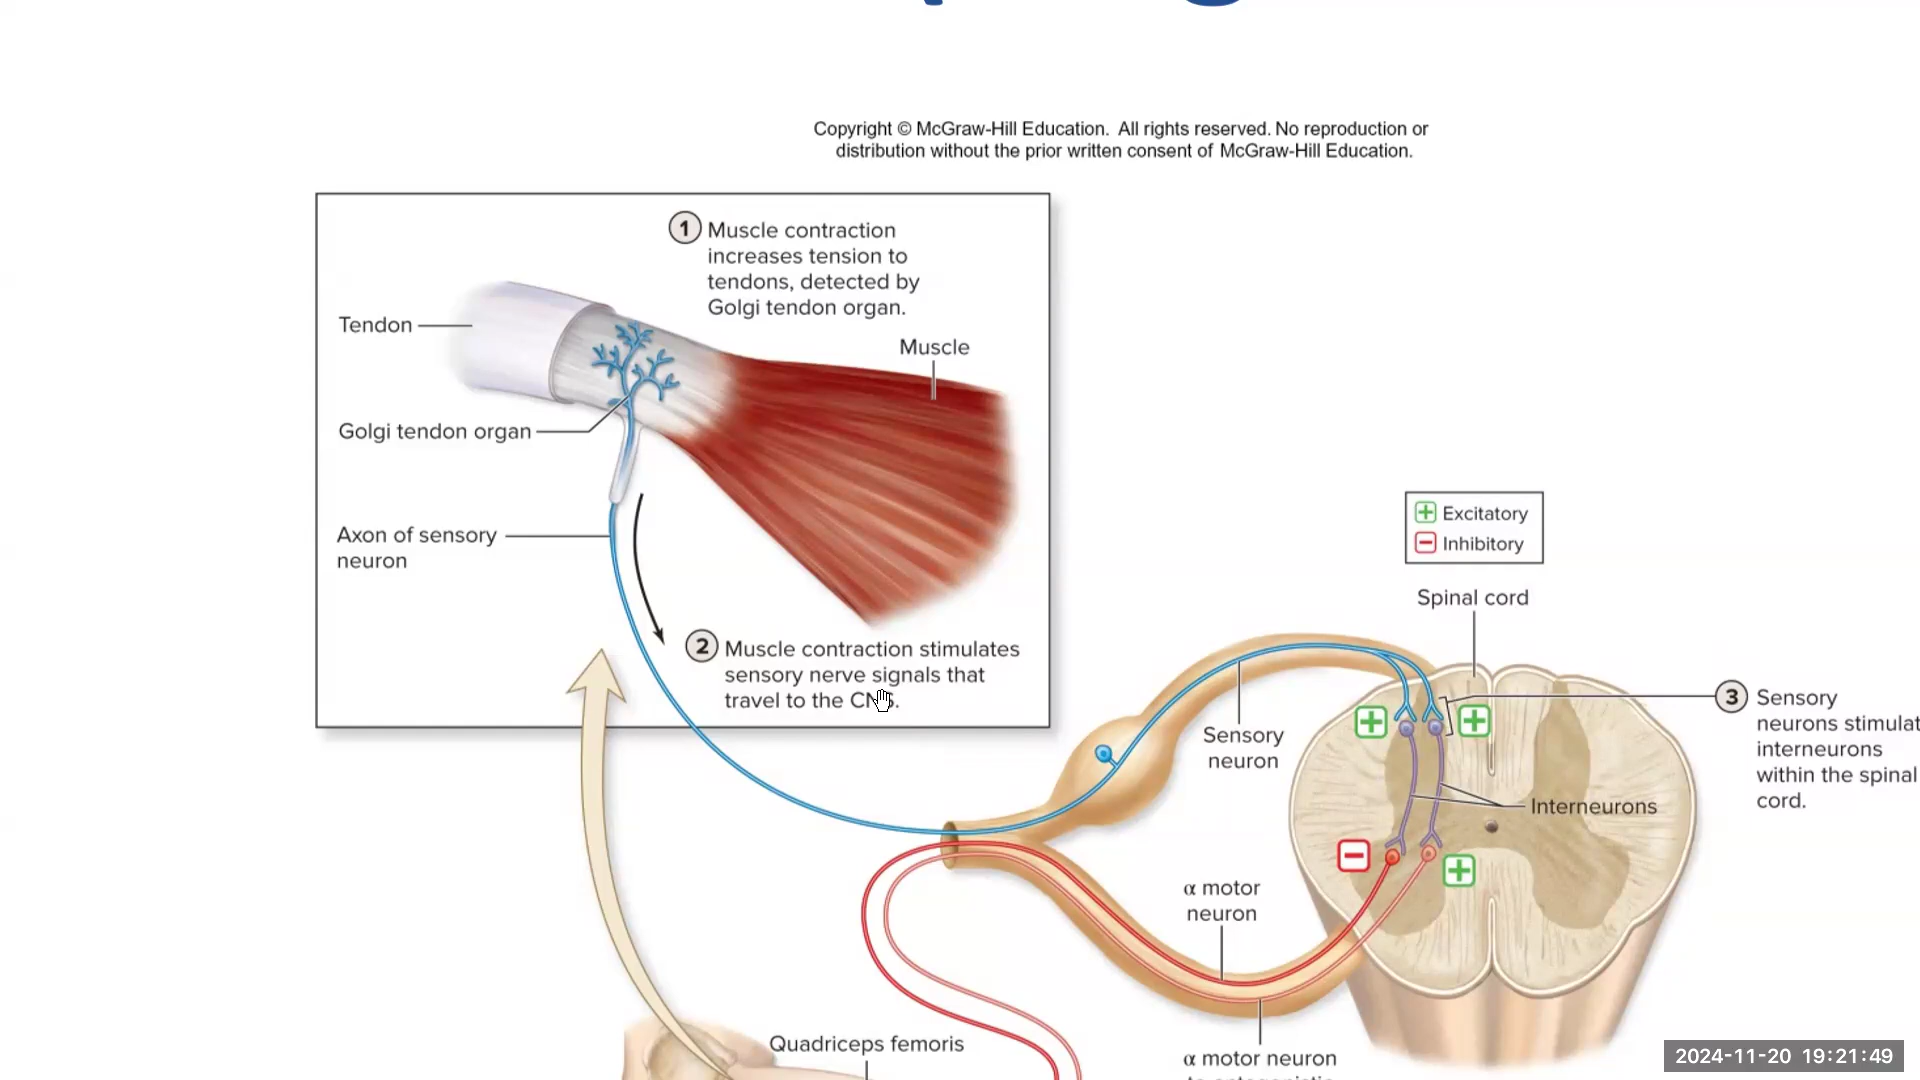 Copyright © McGraw-Hill Education. All rights reserved. No reproduction or
distribution without the prior written consent of McGraw-Hill Education.
1 Muscle contraction
increases tension to
tendons, detected by
Golgi tendon organ.
Tendon
Muscle
Golgi tendon organ
Axon of sensory
neuron
2 Muscle contraction stimulates
sensory nerve signals that
travel to the
+ Excitatory
− Inhibitory
Spinal cord
3 Sensory
neurons stimulat
interneurons
within the spinal
cord.
Sensory
neuron
Interneurons
α motor
neuron
Quadriceps femoris
α motor neuron
2024-11-20 19:21:49